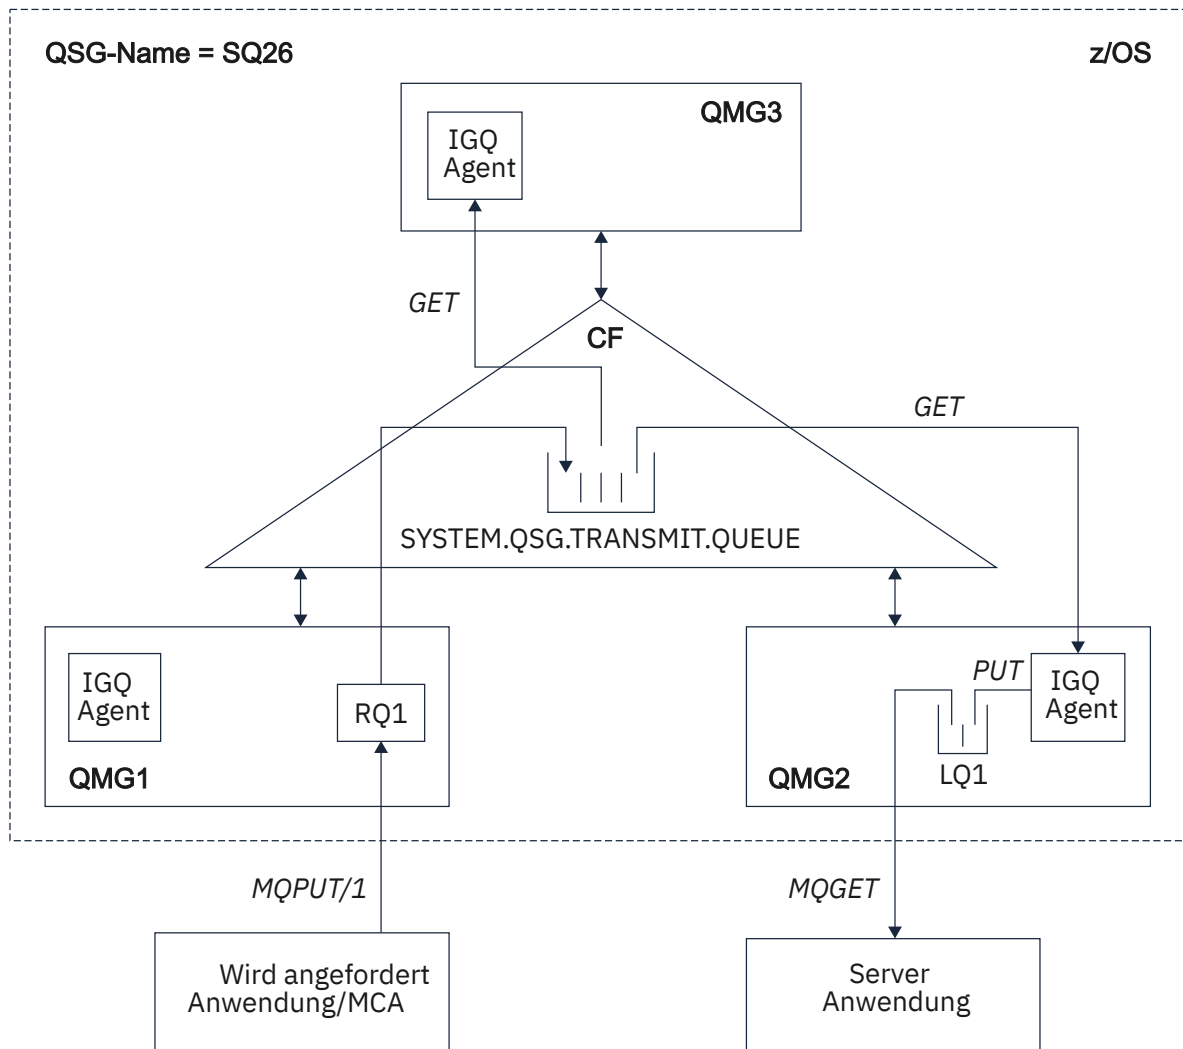 QSG-Name = SQ26
z/OS
QMG3
IGQ
Agent
GET
CF
GET
SYSTEM.QSG.TRANSMIT.QUEUE
IGQ
Agent
RQ1
QMG1
PUT
IGQ
Agent
LQ1
QMG2
MQPUT/1
MQGET
Wird angefordert
Anwendung/MCA
Server
Anwendung